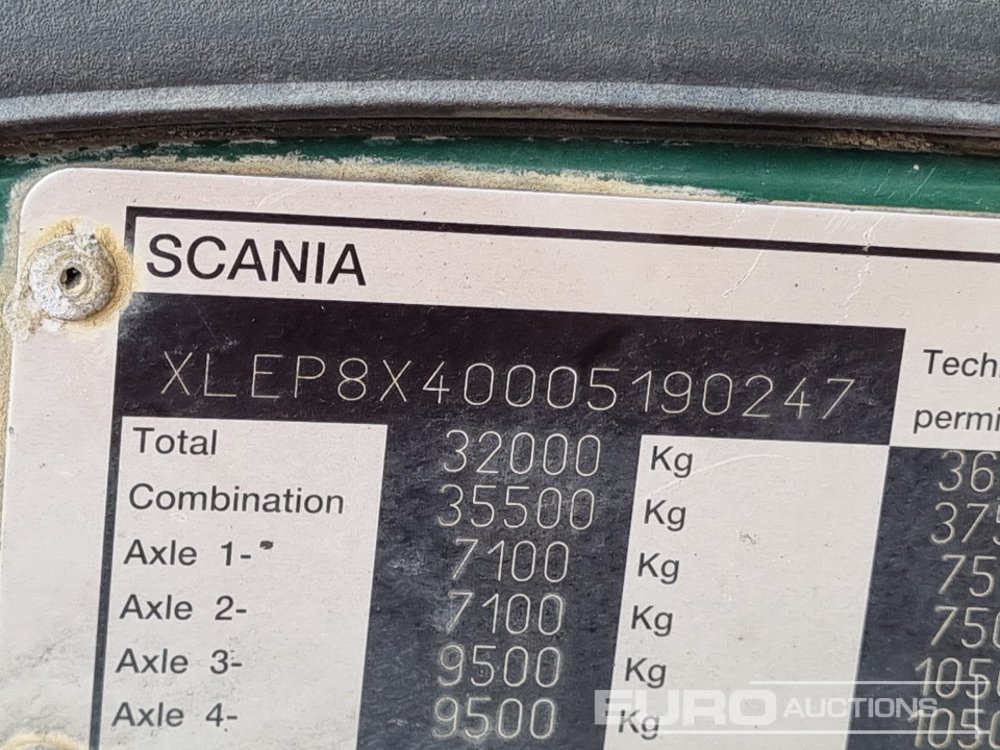 SCANIA
XLEP8X40005190247
Total 32000 Kg
Combination 35500 Kg
Axle 1- 7100 Kg
Axle 2- 7100 Kg
Axle 3- 9500 Kg
Axle 4- 9500 Kg
EURO AUCTIONS